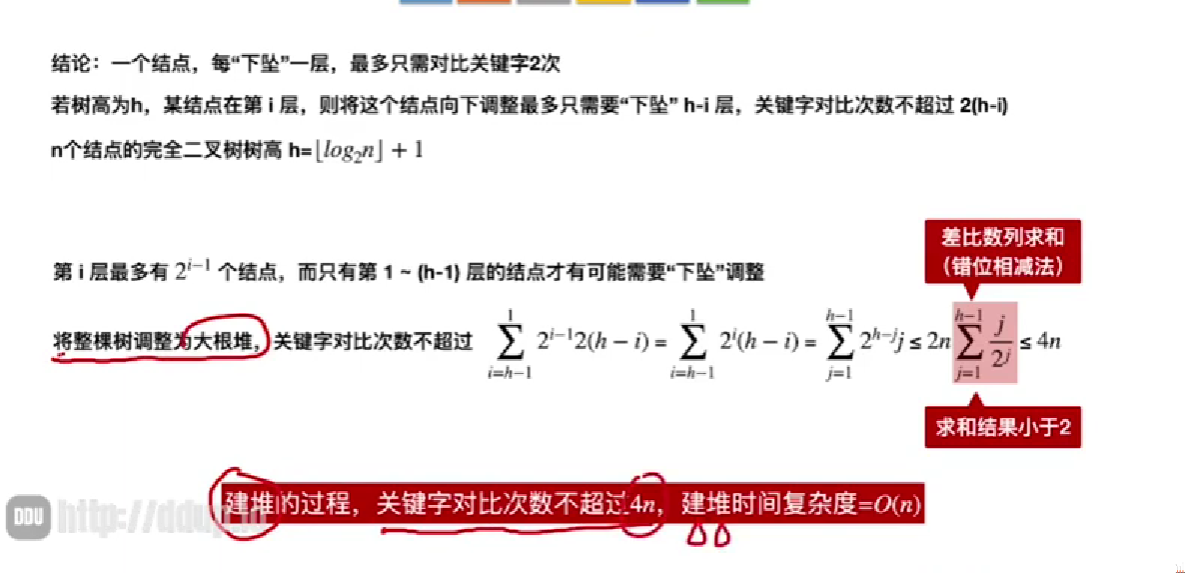 结论：一个结点，每“下坠”一层，最多只需对比关键字2次
若树高为h，某结点在第 i 层，则将这个结点向下调整最多只需要“下坠” h-i 层，关键字对比次数不超过 2(h-i)
n个结点的完全二叉树树高 h=⌊log₂n⌋ + 1
差比数列求和
（错位相减法）
第 i 层最多有 2^{i−1} 个结点，而只有第 1 ~ (h-1) 层的结点才有可能需要“下坠”调整
将整棵树调整为大根堆，关键字对比次数不超过 \sum_{i=h−1}^{1} 2^{i−1}2(h − i) = \sum_{i=h−1}^{1} 2^{i}(h − i) = \sum_{j=1}^{h−1} 2^{h−j}j ≤ 2n \sum_{j=1}^{h−1} \frac{j}{2^{j}} ≤ 4n
求和结果小于2
建堆的过程，关键字对比次数不超过4n，建堆时间复杂度=O(n)
DDU